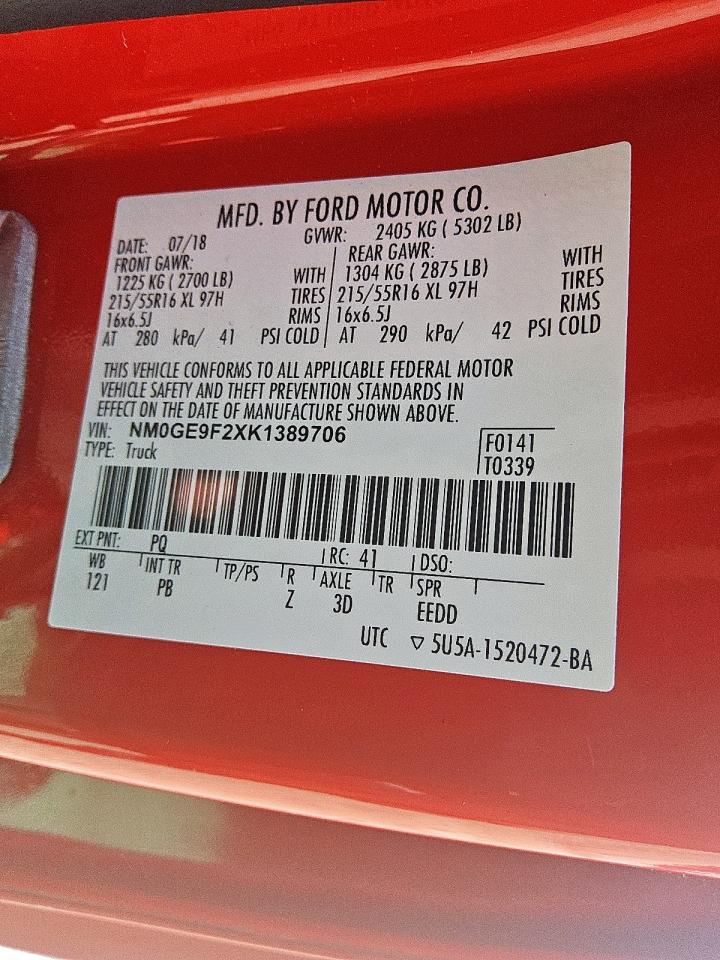 MFD. BY FORD MOTOR CO.
DATE: 07/18 GVWR: 2405 KG ( 5302 LB)
FRONT GAWR: REAR GAWR:
1225 KG ( 2700 LB) WITH 1304 KG ( 2875 LB) WITH
215/55R16 XL 97H TIRES 215/55R16 XL 97H TIRES
16x6.5J RIMS 16x6.5J RIMS
AT 280 kPa/ 41 PSI COLD AT 290 kPa/ 42 PSI COLD
THIS VEHICLE CONFORMS TO ALL APPLICABLE FEDERAL MOTOR
VEHICLE SAFETY AND THEFT PREVENTION STANDARDS IN
EFFECT ON THE DATE OF MANUFACTURE SHOWN ABOVE.
VIN: NM0GE9F2XK1389706 F0141
TYPE: Truck T0339
EXT PNT: PQ RC: 41 DSO:
WB INT TR TP/PS R AXLE TR SPR
121 PB Z 3D EEDD
UTC ▽ 5U5A-1520472-BA